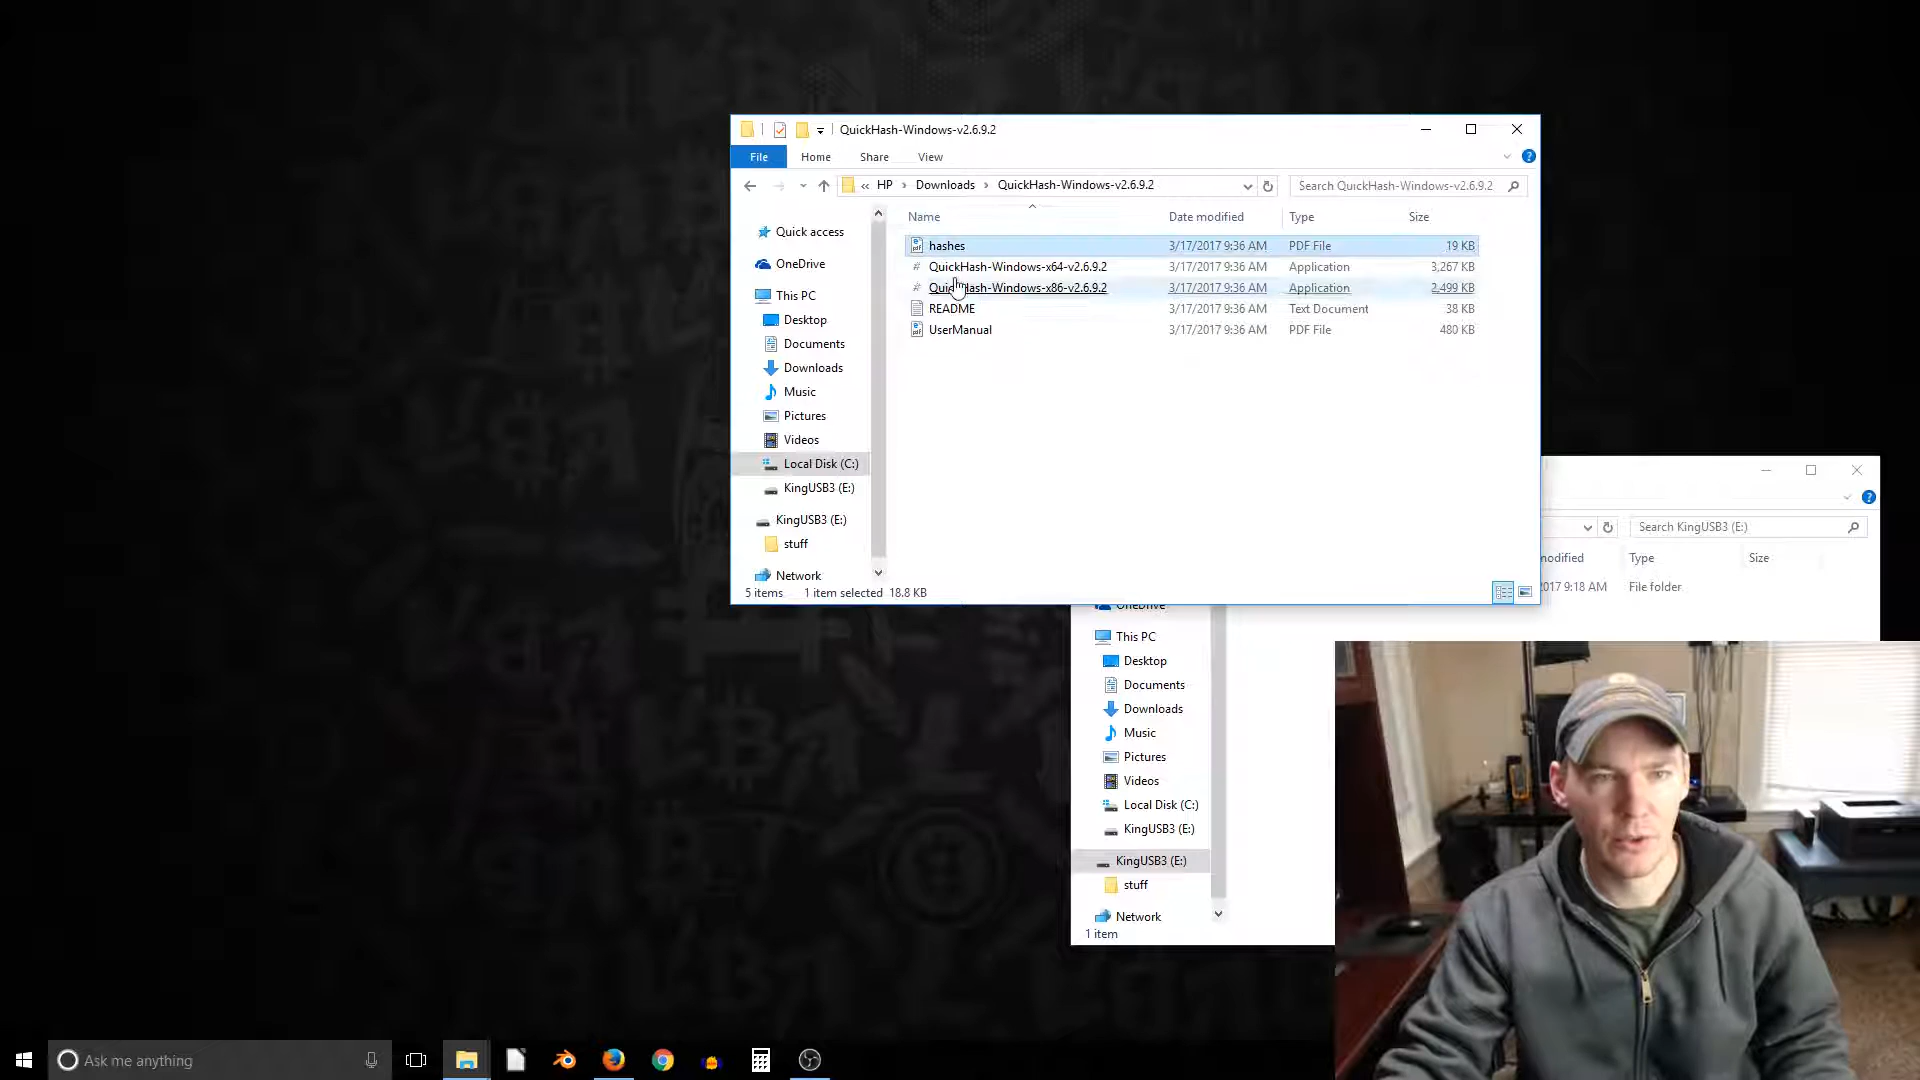 QuickHash-Windows-v2.6.9.2
File Home Share View
« HP › Downloads › QuickHash-Windows-v2.6.9.2
Search QuickHash-Windows-v2.6.9.2
Name Date modified Type Size
hashes 3/17/2017 9:36 AM PDF File 19 KB
QuickHash-Windows-x64-v2.6.9.2 3/17/2017 9:36 AM Application 3,267 KB
QuickHash-Windows-x86-v2.6.9.2 3/17/2017 9:36 AM Application 2,499 KB
README 3/17/2017 9:36 AM Text Document 38 KB
UserManual 3/17/2017 9:36 AM PDF File 480 KB
Quick access
OneDrive
This PC
Desktop
Documents
Downloads
Music
Pictures
Videos
Local Disk (C:)
KingUSB3 (E:)
KingUSB3 (E:)
stuff
Network
5 items 1 item selected 18.8 KB
Search KingUSB3 (E:)
modified Type Size
2017 9:18 AM File folder
OneDrive
This PC
Desktop
Documents
Downloads
Music
Pictures
Videos
Local Disk (C:)
KingUSB3 (E:)
KingUSB3 (E:)
stuff
Network
1 item
Ask me anything